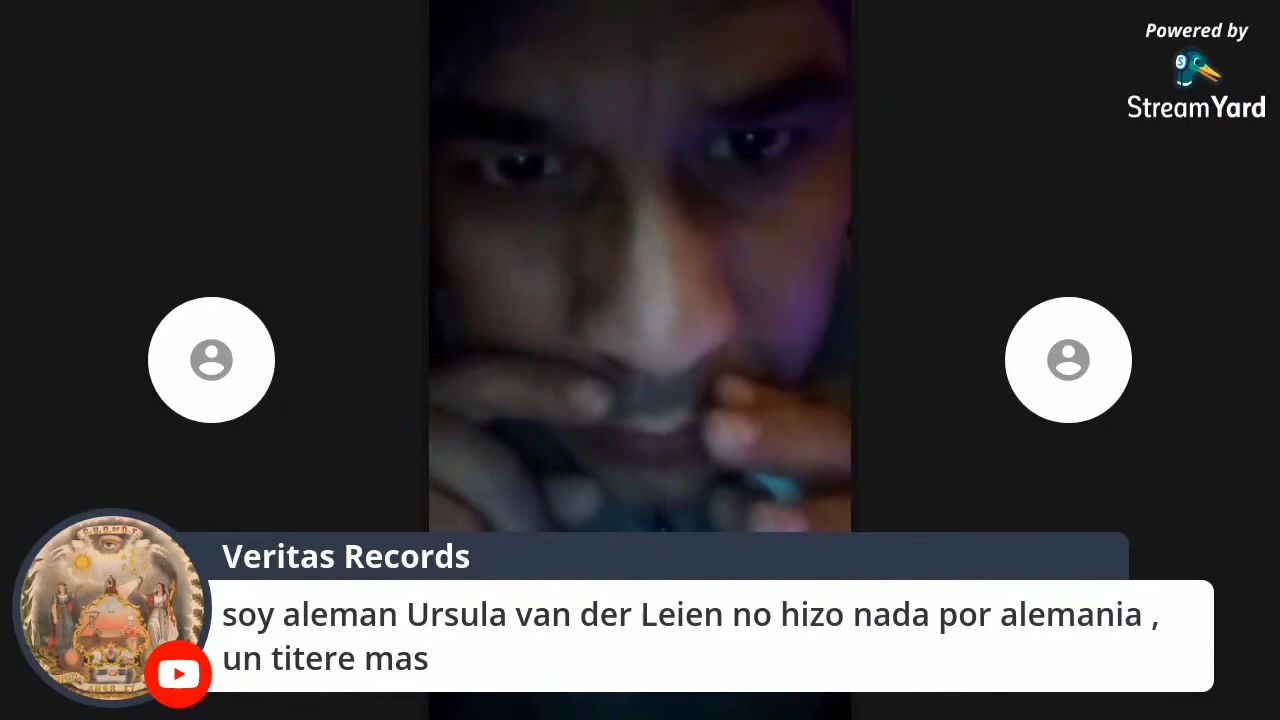 Powered by
StreamYard
Veritas Records
soy aleman Ursula van der Leien no hizo nada por alemania ,
un titere mas